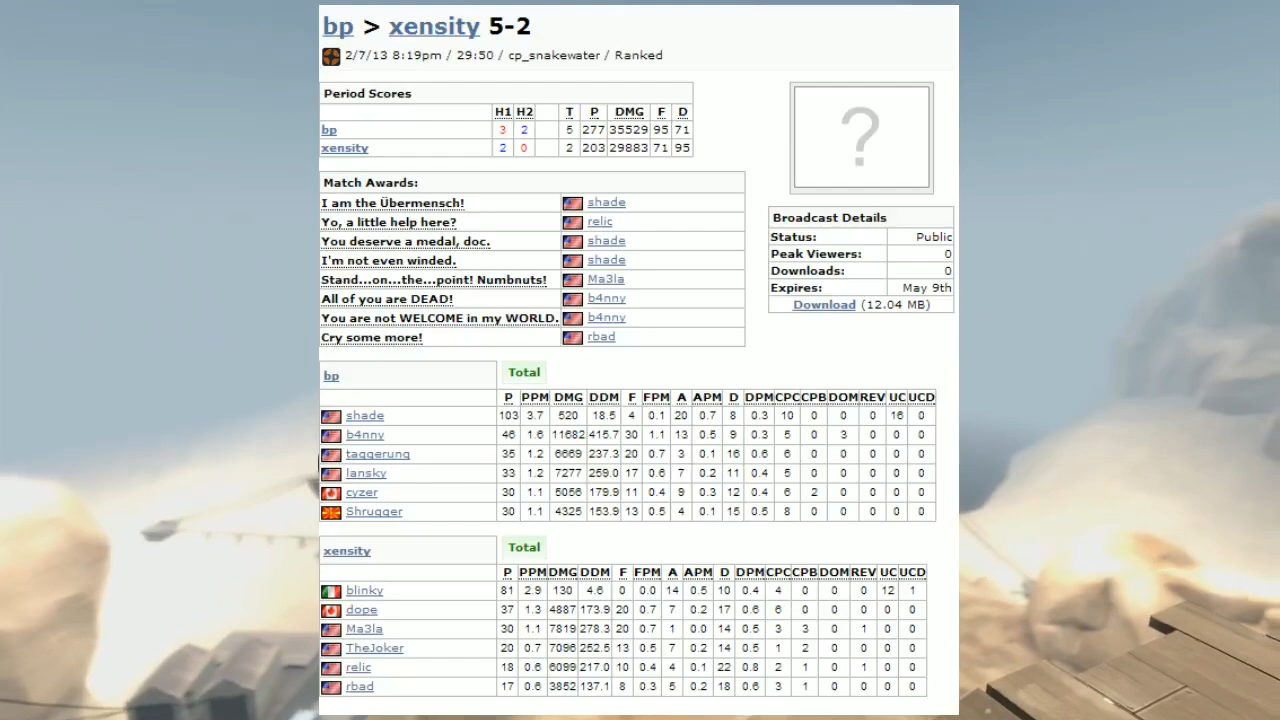 bp > xensity 5-2
2/7/13 8:19pm / 29:50 / cp_snakewater / Ranked
Period Scores
H1 H2 T P DMG F D
bp 3 2 5 277 35529 95 71
xensity 2 0 2 203 29883 71 95
?
Match Awards:
I am the Übermensch! shade
Yo, a little help here? relic
You deserve a medal, doc. shade
I'm not even winded. shade
Stand...on...the...point! Numbnuts! Ma3la
All of you are DEAD! b4nny
You are not WELCOME in my WORLD. b4nny
Cry some more! rbad
Broadcast Details
Status: Public
Peak Viewers: 0
Downloads: 0
Expires: May 9th
Download (12.04 MB)
bp Total
P PPM DMG DDM F FPM A APM D DPM CPC CPB DOM REV UC UCD
shade 103 3.7 520 18.5 4 0.1 20 0.7 8 0.3 10 0 0 0 16 0
b4nny 46 1.6 11682 415.7 30 1.1 13 0.5 9 0.3 5 0 3 0 0 0
taggerung 35 1.2 6669 237.3 20 0.7 3 0.1 16 0.6 6 0 0 0 0 0
lansky 33 1.2 7277 259.0 17 0.6 7 0.2 11 0.4 5 0 0 0 0 0
cyzer 30 1.1 5056 179.9 11 0.4 9 0.3 12 0.4 6 2 0 0 0 0
Shrugger 30 1.1 4325 153.9 13 0.5 4 0.1 15 0.5 8 0 0 0 0 0
xensity Total
P PPM DMG DDM F FPM A APM D DPM CPC CPB DOM REV UC UCD
blinky 81 2.9 130 4.6 0 0.0 14 0.5 10 0.4 4 0 0 0 12 1
dope 37 1.3 4887 173.9 20 0.7 7 0.2 17 0.6 6 0 0 0 0 0
Ma3la 30 1.1 7819 278.3 20 0.7 1 0.0 14 0.5 3 3 0 1 0 0
TheJoker 20 0.7 7096 252.5 13 0.5 7 0.2 14 0.5 1 2 0 0 0 0
relic 18 0.6 6099 217.0 10 0.4 4 0.1 22 0.8 2 1 0 1 0 0
rbad 17 0.6 3852 137.1 8 0.3 5 0.2 18 0.6 3 1 0 0 0 0